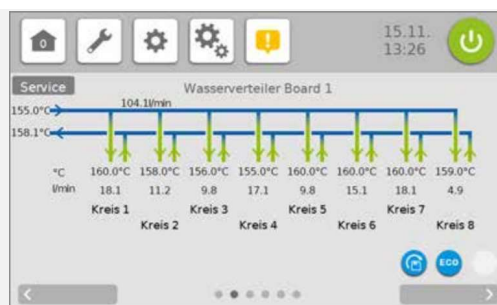 0
15.11.
13:26
Service
Wasserverteiler Board 1
104.1l/min
155.0°C
158.1°C
°C 160.0°C 158.0°C 156.0°C 155.0°C 160.0°C 160.0°C 160.0°C 159.0°C
l/min 18.1 11.2 9.8 17.1 9.8 15.1 18.1 4.9
Kreis 1 Kreis 3 Kreis 5 Kreis 7
Kreis 2 Kreis 4 Kreis 6 Kreis 8
ECO